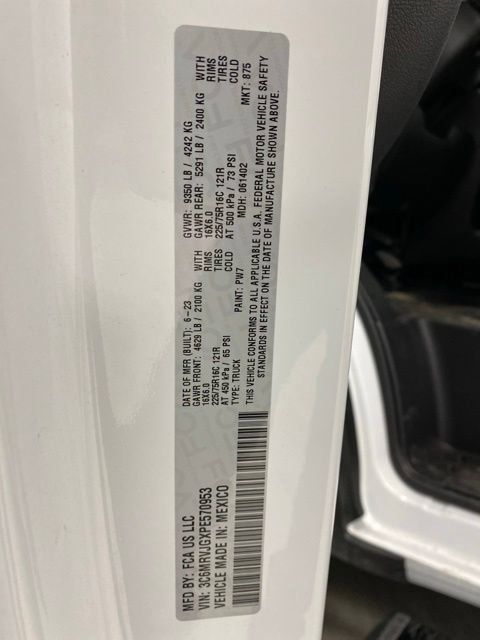 MFD BY: FCA US LLC
VIN: 3C6MRVJGXPE570953
VEHICLE MADE IN: MEXICO
DATE OF MFR (BUILT): 6-23
GVWR: 9350 LB / 4242 KG
GAWR FRONT: 4629 LB / 2100 KG WITH
16X6.0 RIMS
225/75R16C 121R TIRES
AT 450 kPa / 65 PSI COLD
GAWR REAR: 5291 LB / 2400 KG WITH
16X6.0 RIMS
225/75R16C 121R TIRES
AT 500 kPa / 73 PSI COLD
TYPE: TRUCK PAINT: PW7 MDH: 061402 MKT: 875
THIS VEHICLE CONFORMS TO ALL APPLICABLE U.S.A. FEDERAL MOTOR VEHICLE SAFETY
STANDARDS IN EFFECT ON THE DATE OF MANUFACTURE SHOWN ABOVE.